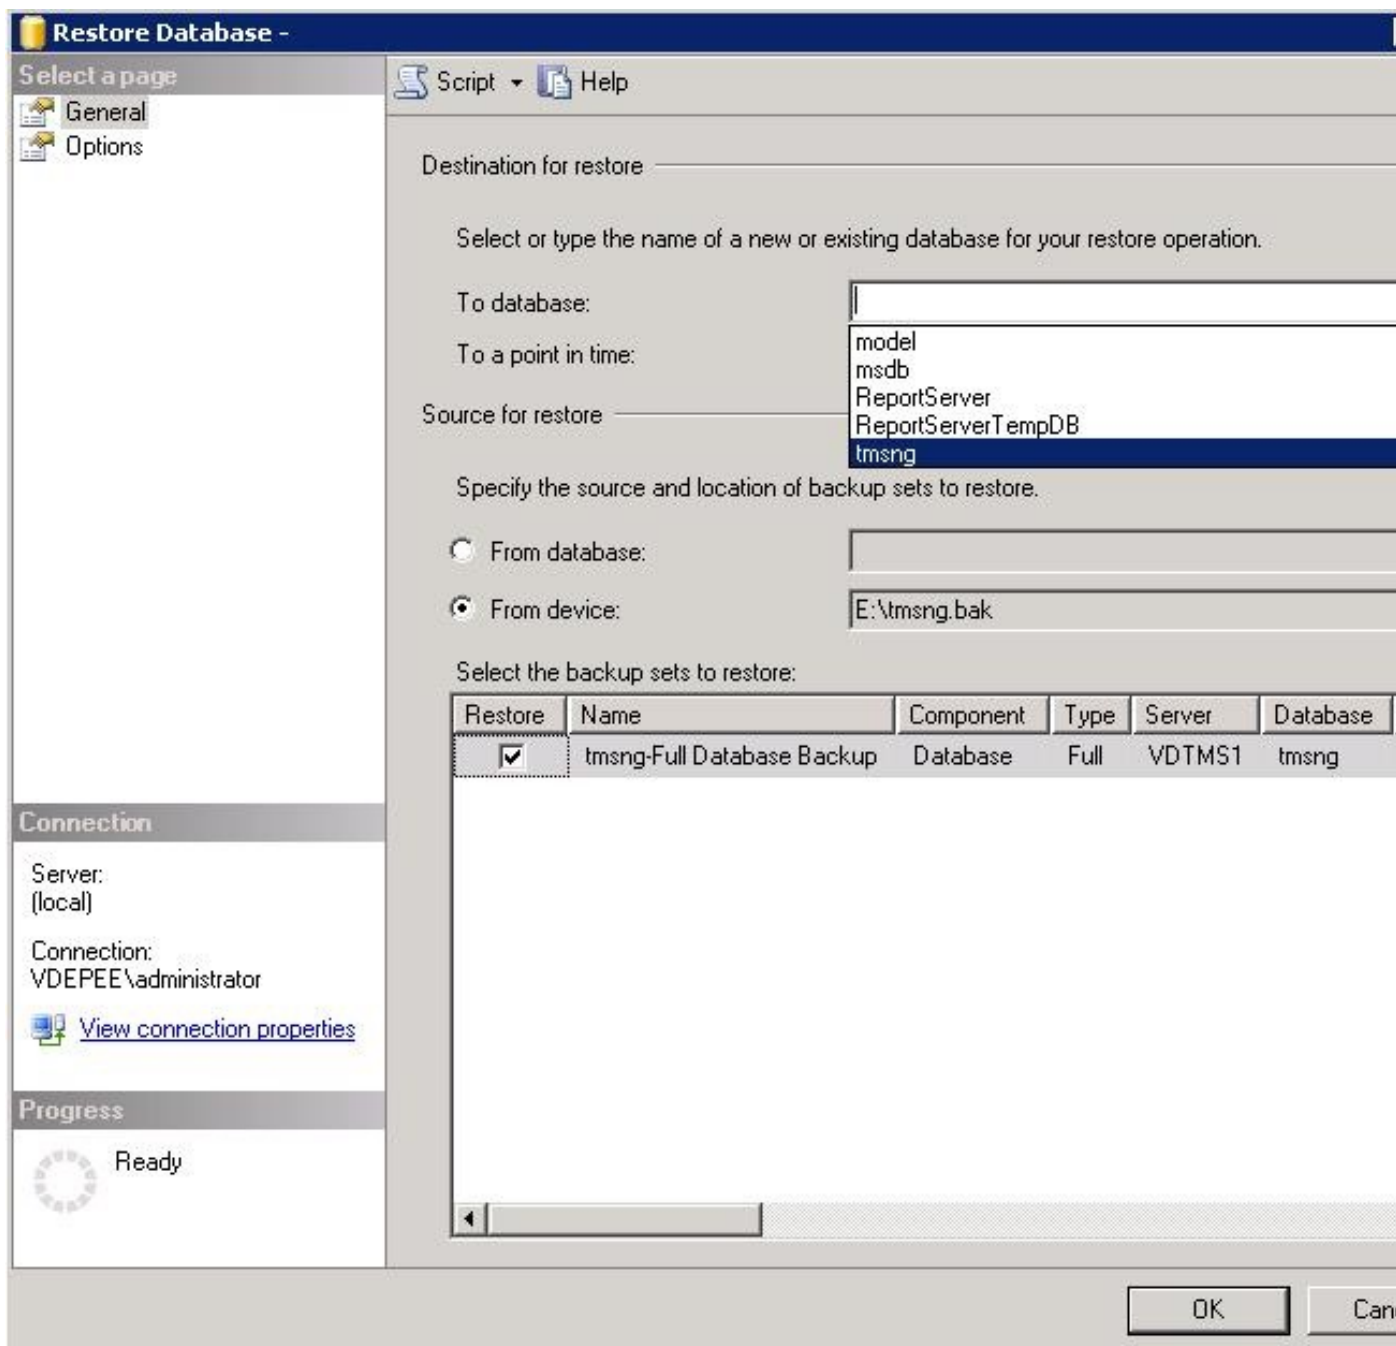 Restore Database -
Select a page
General
Options
Script Help
Destination for restore
Select or type the name of a new or existing database for your restore operation.
To database:
To a point in time:
model
msdb
ReportServer
ReportServerTempDB
tmsng
Source for restore
Specify the source and location of backup sets to restore.
From database:
From device: E:\tmsng.bak
Select the backup sets to restore:
Restore Name Component Type Server Database
tmsng-Full Database Backup Database Full VDTMS1 tmsng
Connection
Server:
(local)
Connection:
VDEPEE\administrator
View connection properties
Progress
Ready
OK Can